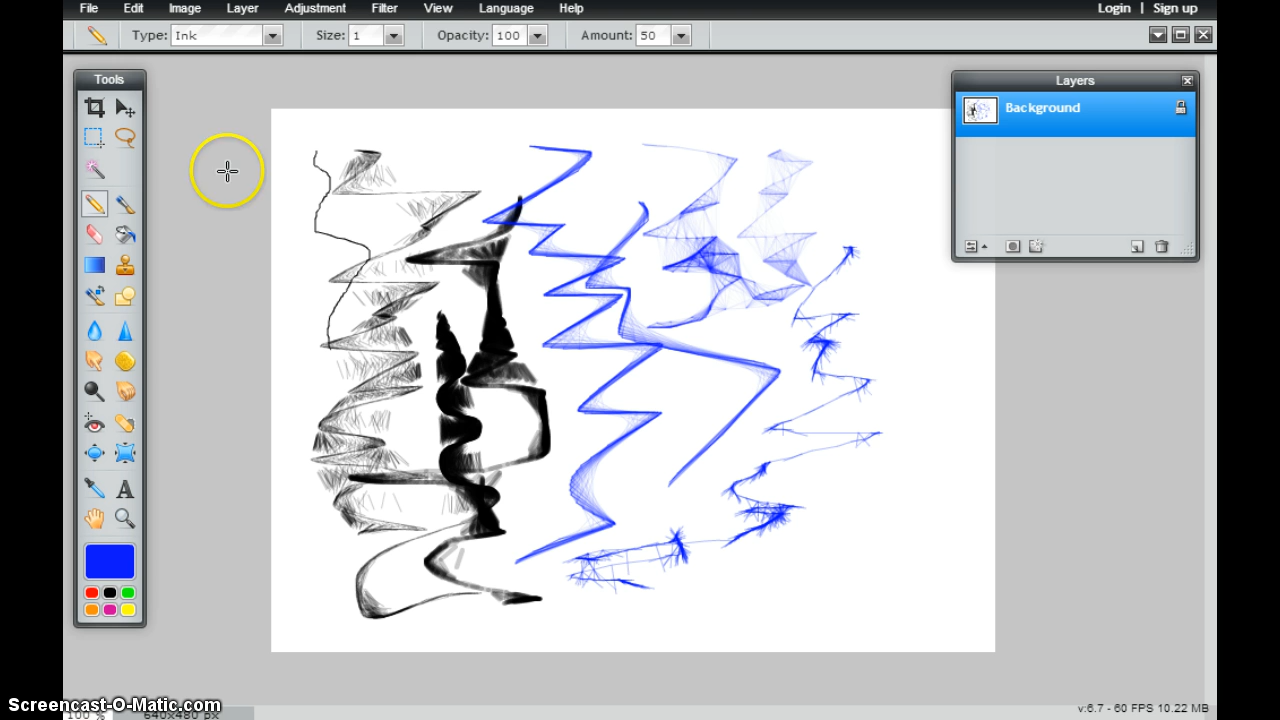 File Edit Image Layer Adjustment Filter View Language Help Login | Sign up
Type: Ink Size: 1 Opacity: 100 Amount: 50
Tools
Layers
Background
A
Screencast-O-Matic.com
100 % 640x480 px v:6.7 - 60 FPS 10.22 MB